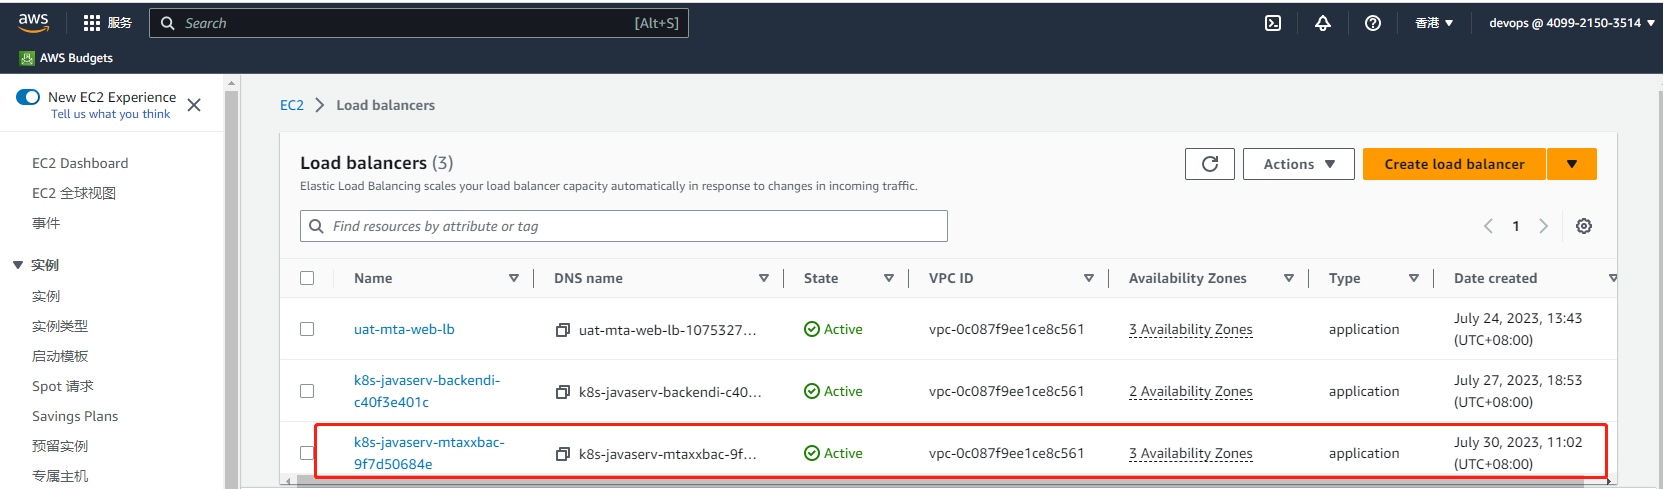 aws
服务
Search
[Alt+S]
香港
devops @ 4099-2150-3514
AWS Budgets
New EC2 Experience
Tell us what you think
EC2 Dashboard
EC2 全球视图
事件
实例
实例
实例类型
启动模板
Spot 请求
Savings Plans
预留实例
专属主机
EC2 > Load balancers
Load balancers (3)
Elastic Load Balancing scales your load balancer capacity automatically in response to changes in incoming traffic.
Actions
Create load balancer
Find resources by attribute or tag
1
Name DNS name State VPC ID Availability Zones Type Date created
uat-mta-web-lb uat-mta-web-lb-1075327... Active vpc-0c087f9ee1ce8c561 3 Availability Zones application July 24, 2023, 13:43
(UTC+08:00)
k8s-javaserv-backendi-
c40f3e401c k8s-javaserv-backendi-c40... Active vpc-0c087f9ee1ce8c561 2 Availability Zones application July 27, 2023, 18:53
(UTC+08:00)
k8s-javaserv-mtaxxbac-
9f7d50684e k8s-javaserv-mtaxxbac-9f... Active vpc-0c087f9ee1ce8c561 3 Availability Zones application July 30, 2023, 11:02
(UTC+08:00)